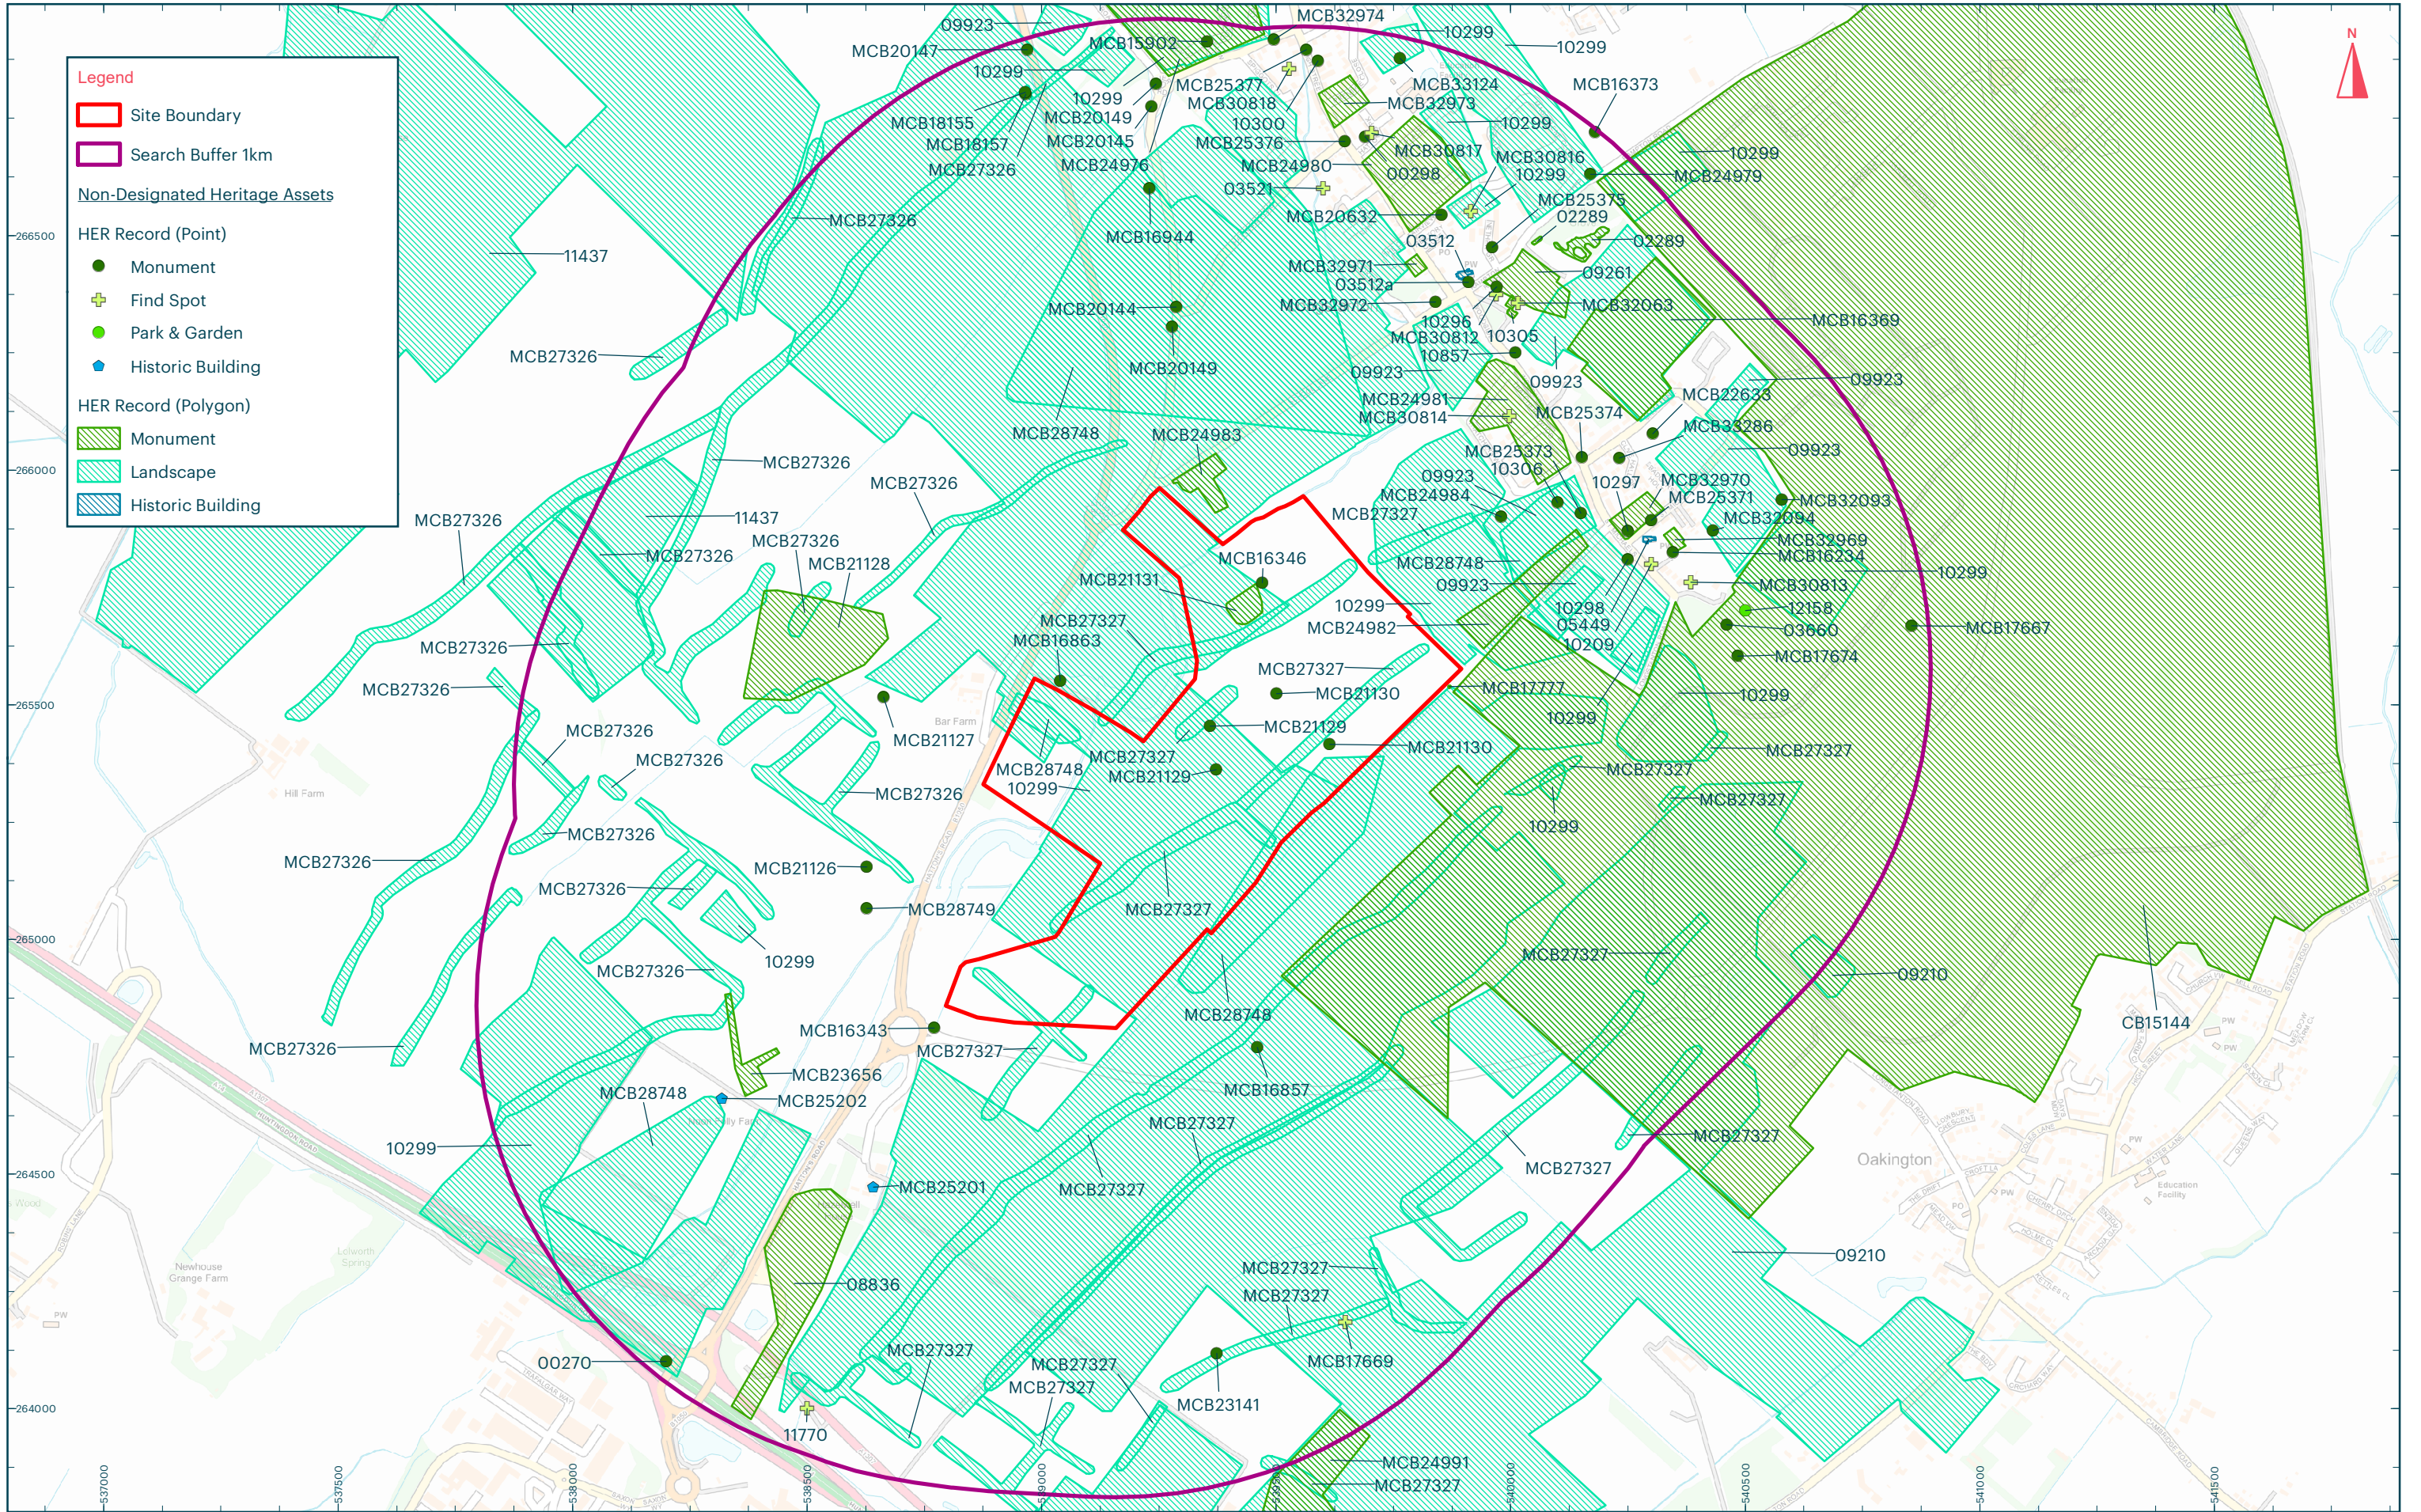 Legend
Site Boundary
Search Buffer 1km
Non-Designated Heritage Assets
HER Record (Point)
Monument
Find Spot
Park & Garden
Historic Building
HER Record (Polygon)
Monument
Landscape
Historic Building
N
09923
MCB32974
MCB20147
MCB15902
10299
10299
10299
MCB25377
MCB33124
MCB16373
10299
MCB30818
MCB32973
MCB20149
MCB18155
10300
10299
MCB20145
MCB25376
MCB18157
MCB30817
MCB30816
10299
MCB24976
MCB24980
MCB27326
00298
10299
MCB24979
03521
MCB25375
MCB27326
MCB20632
02289
MCB16944
03512
02289
11437
MCB32971
09261
03512a
MCB20144
MCB32972
MCB32063
10296
MCB16369
MCB30812
10305
MCB27326
10857
MCB20149
09923
09923
09923
MCB24981
MCB22633
MCB30814
MCB25374
MCB28748
MCB24983
MCB33286
MCB25373
09923
MCB27326
10306
MCB27326
09923
10297
MCB32970
MCB24984
MCB25371
MCB32093
MCB27326
11437
MCB27327
MCB32094
MCB27326
MCB32969
MCB27326
MCB21128
MCB16346
MCB28748
MCB16234
MCB21131
09923
10299
MCB30813
10299
10298
12158
MCB27327
MCB24982
05449
MCB17667
MCB16863
03660
MCB27326
10209
MCB17674
MCB27327
MCB27326
MCB17777
MCB21130
10299
10299
Bar Farm
MCB21127
MCB21129
MCB27326
MCB27327
MCB21130
MCB27327
MCB27326
MCB28748
MCB21129
MCB27327
10299
Hill Farm
MCB27326
MCB27327
10299
MCB27326
MCB27326
MCB21126
MCB27326
MCB28749
MCB27327
10299
MCB27326
MCB27327
09210
MCB28748
CB15144
MCB16343
MCB27326
MCB27327
MCB23656
MCB28748
MCB25202
MCB16857
MCB27327
MCB27327
10299
Oakington
MCB27327
MCB25201
MCB27327
Education
Facility
09210
Lolworth
Spring
Newhouse
Grange Farm
08836
MCB27327
MCB27327
PW
MCB27327
00270
MCB27327
MCB17669
MCB27327
MCB23141
11770
MCB24991
MCB27327
HUNTINGDON ROAD
266500
266000
265500
265000
264500
264000
537000
537500
538000
538500
539000
540000
540500
541000
541500